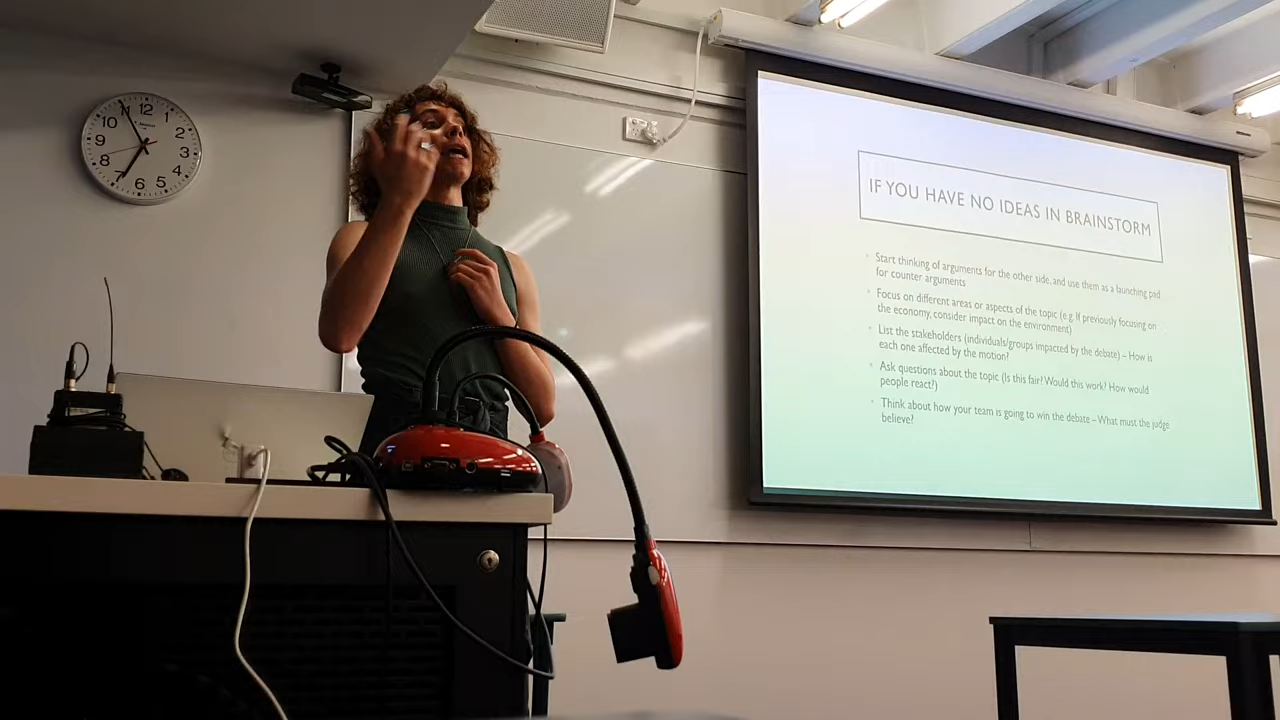 12
1
2
3
4
5
6
7
8
9
10
11
IF YOU HAVE NO IDEAS IN BRAINSTORM
Start thinking of arguments for the other side, and use them as a launching pad
for counter arguments
Focus on different areas or aspects of the topic (e.g. If previously focusing on
the economy, consider impact on the environment)
List the stakeholders (individuals/groups impacted by the debate) – How is
each one affected by the motion?
Ask questions about the topic (Is this fair? Would this work? How would
people react?)
Think about how your team is going to win the debate – What must the judge
believe?